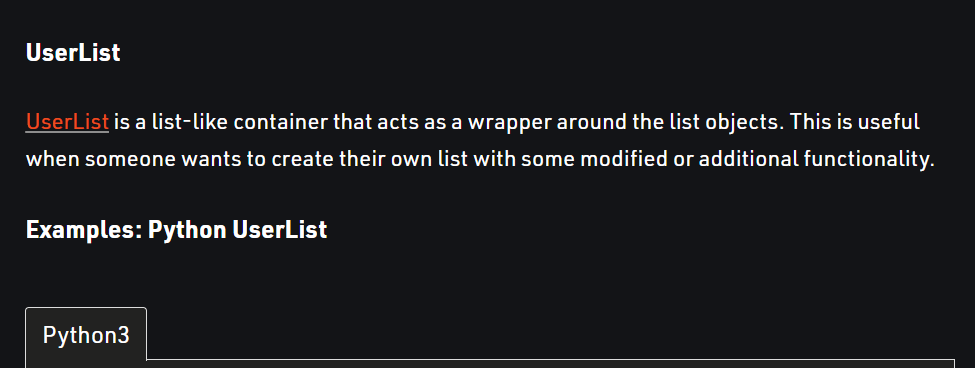 UserList
UserList is a list-like container that acts as a wrapper around the list objects. This is useful
when someone wants to create their own list with some modified or additional functionality.
Examples: Python UserList
Python3